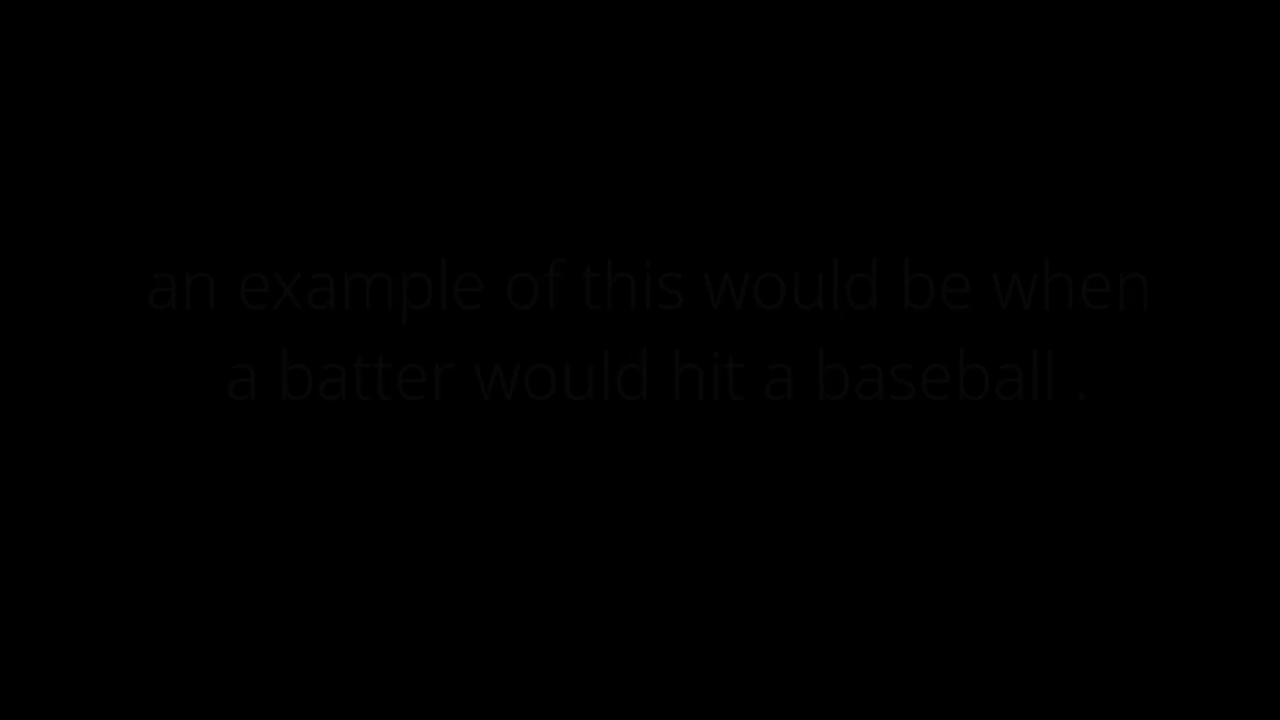 an example of this would be when
a batter would hit a baseball .